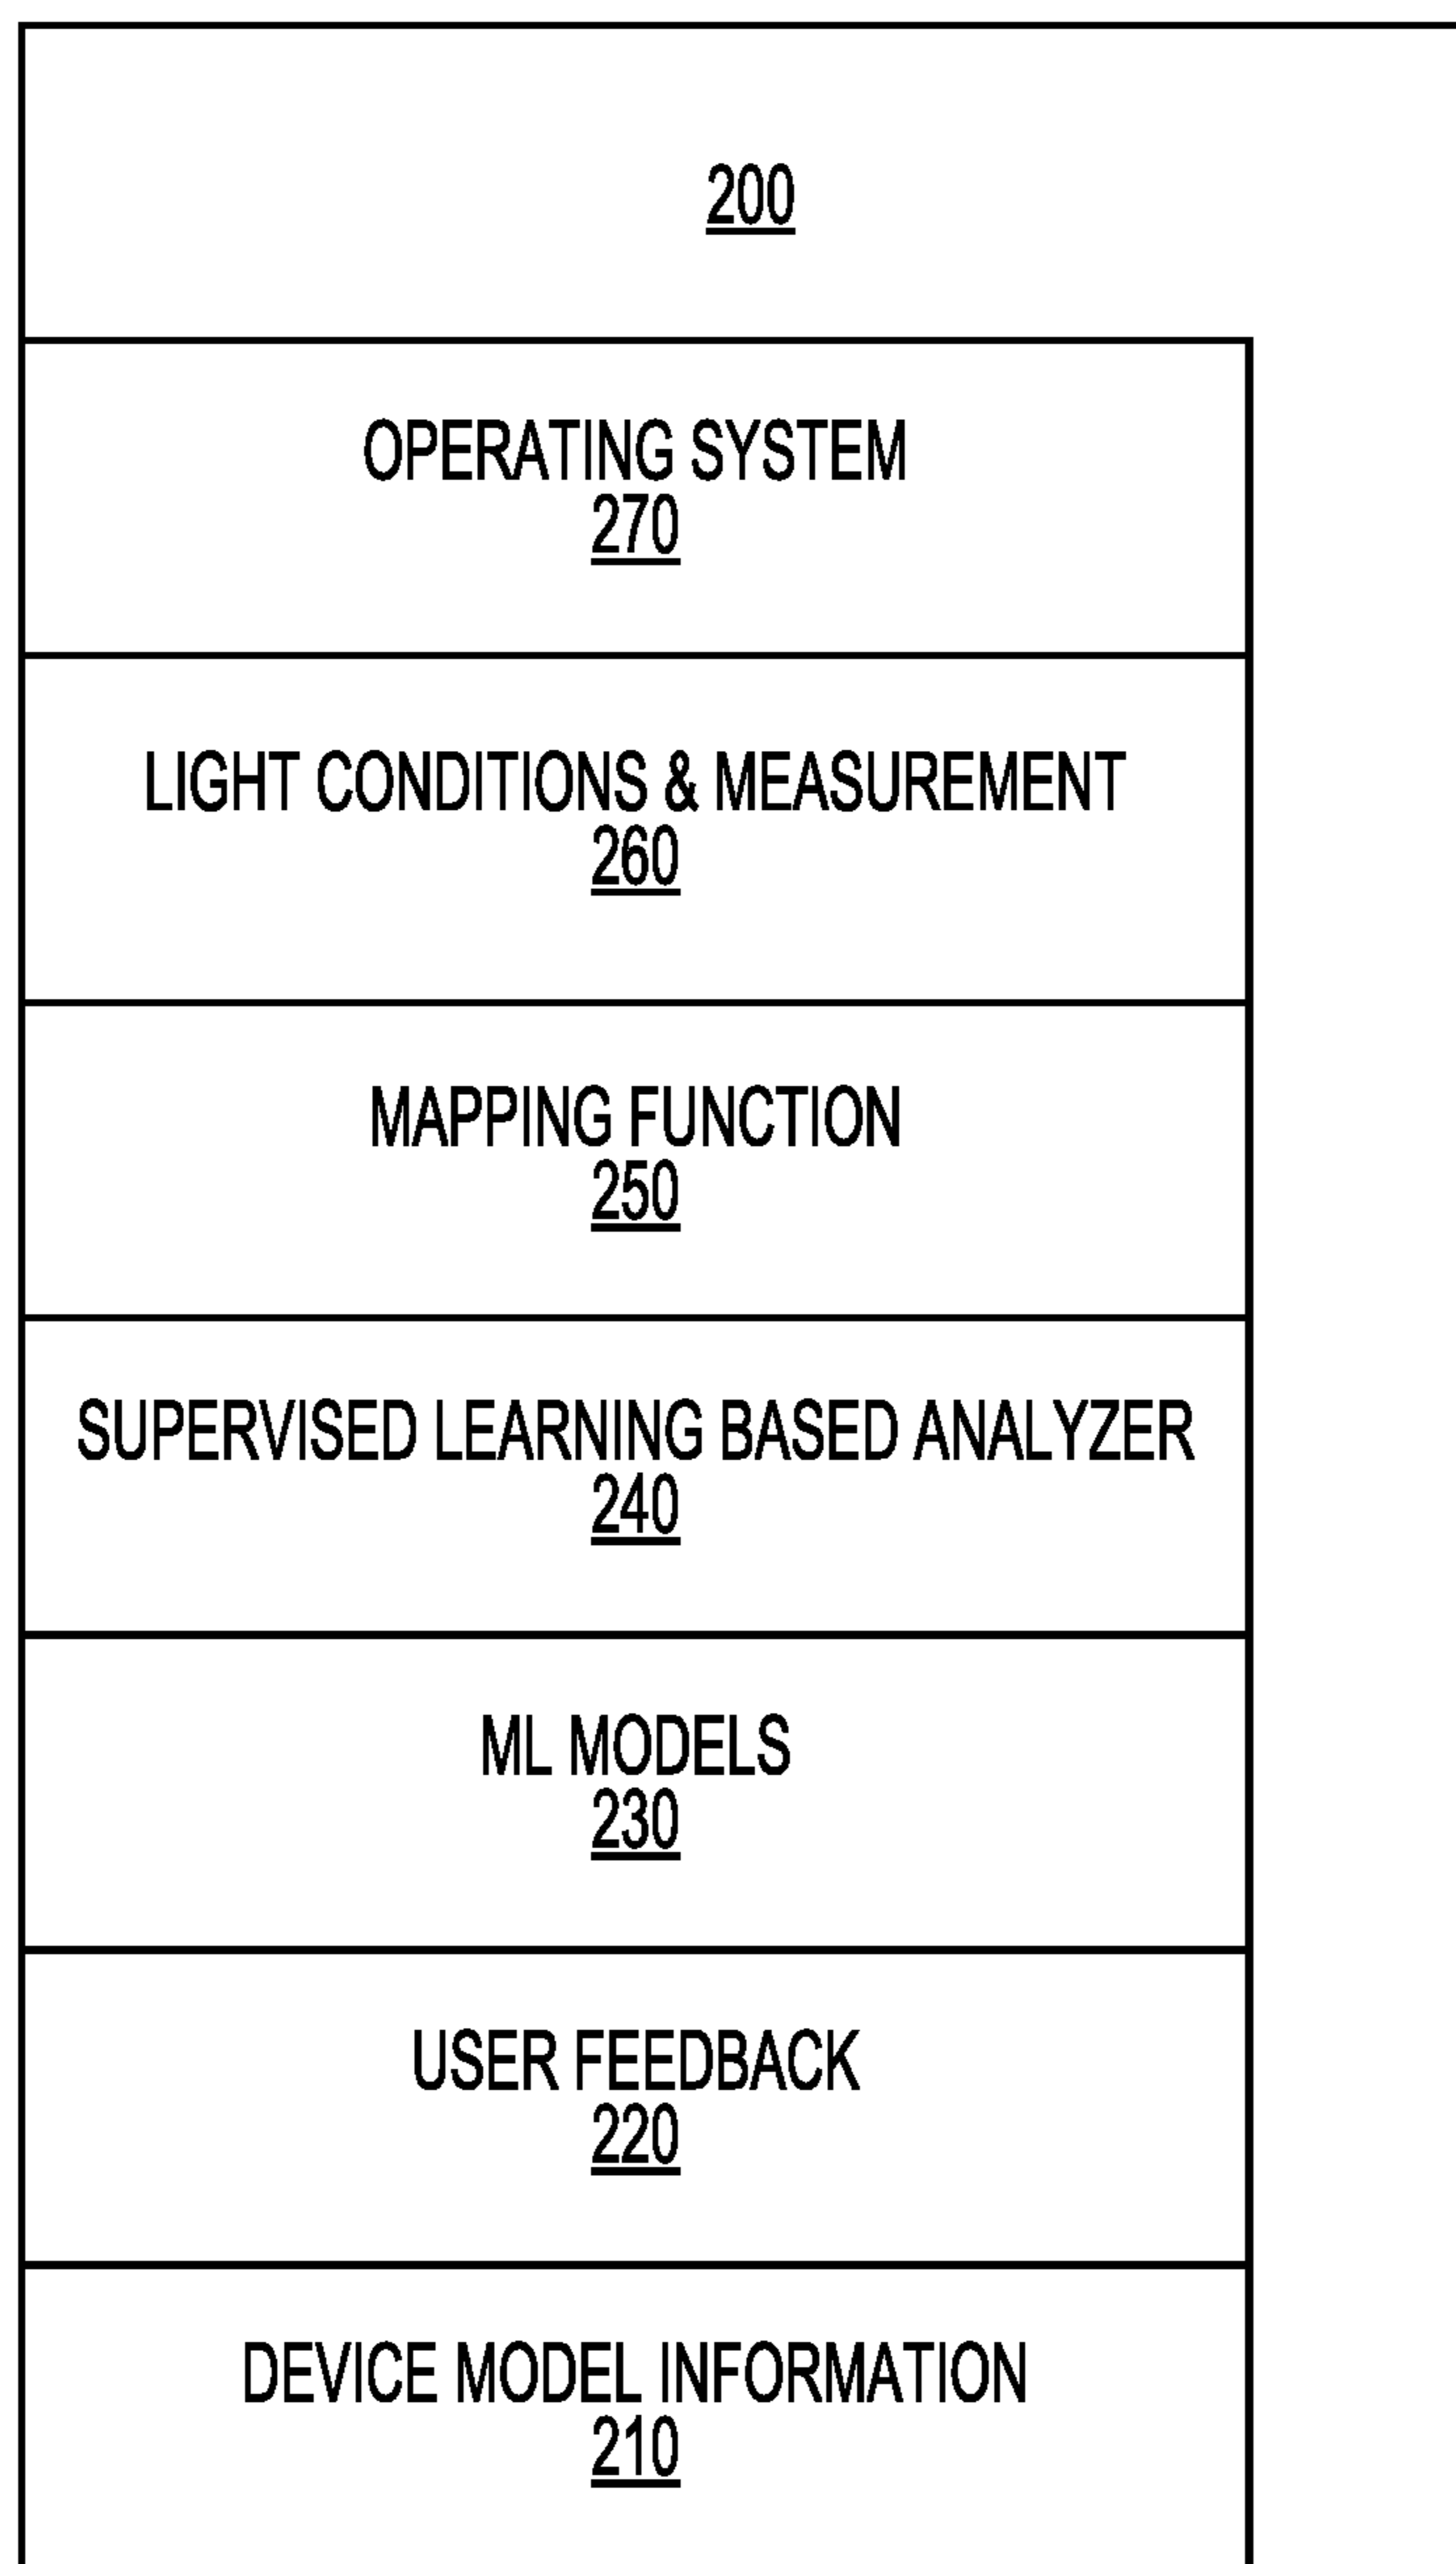 200
OPERATING SYSTEM
270
LIGHT CONDITIONS & MEASUREMENT
260
MAPPING FUNCTION
250
SUPERVISED LEARNING BASED ANALYZER
240
ML MODELS
230
USER FEEDBACK
220
DEVICE MODEL INFORMATION
210